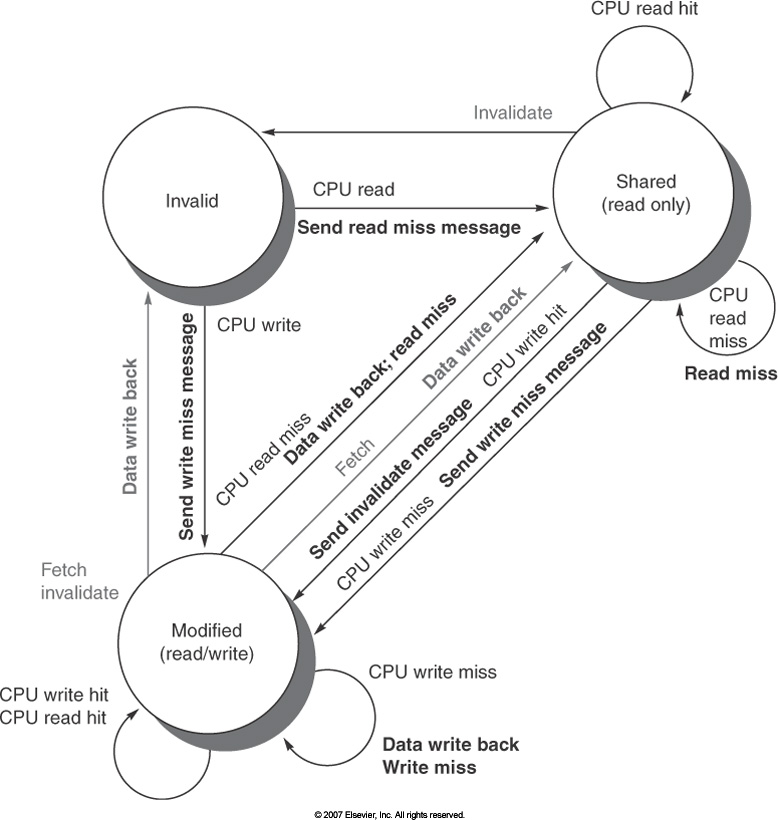 CPU read hit
Invalidate
Invalid
CPU read
Send read miss message
Shared
(read only)
CPU
read
miss
Read miss
CPU write
Send write miss message
Data write back
Fetch
invalidate
CPU read miss
Data write back; read miss
Fetch
Data write back
Send invalidate message
CPU write hit
CPU write miss
Send write miss message
Modified
(read/write)
CPU write hit
CPU read hit
CPU write miss
Data write back
Write miss
© 2007 Elsevier, Inc. All rights reserved.